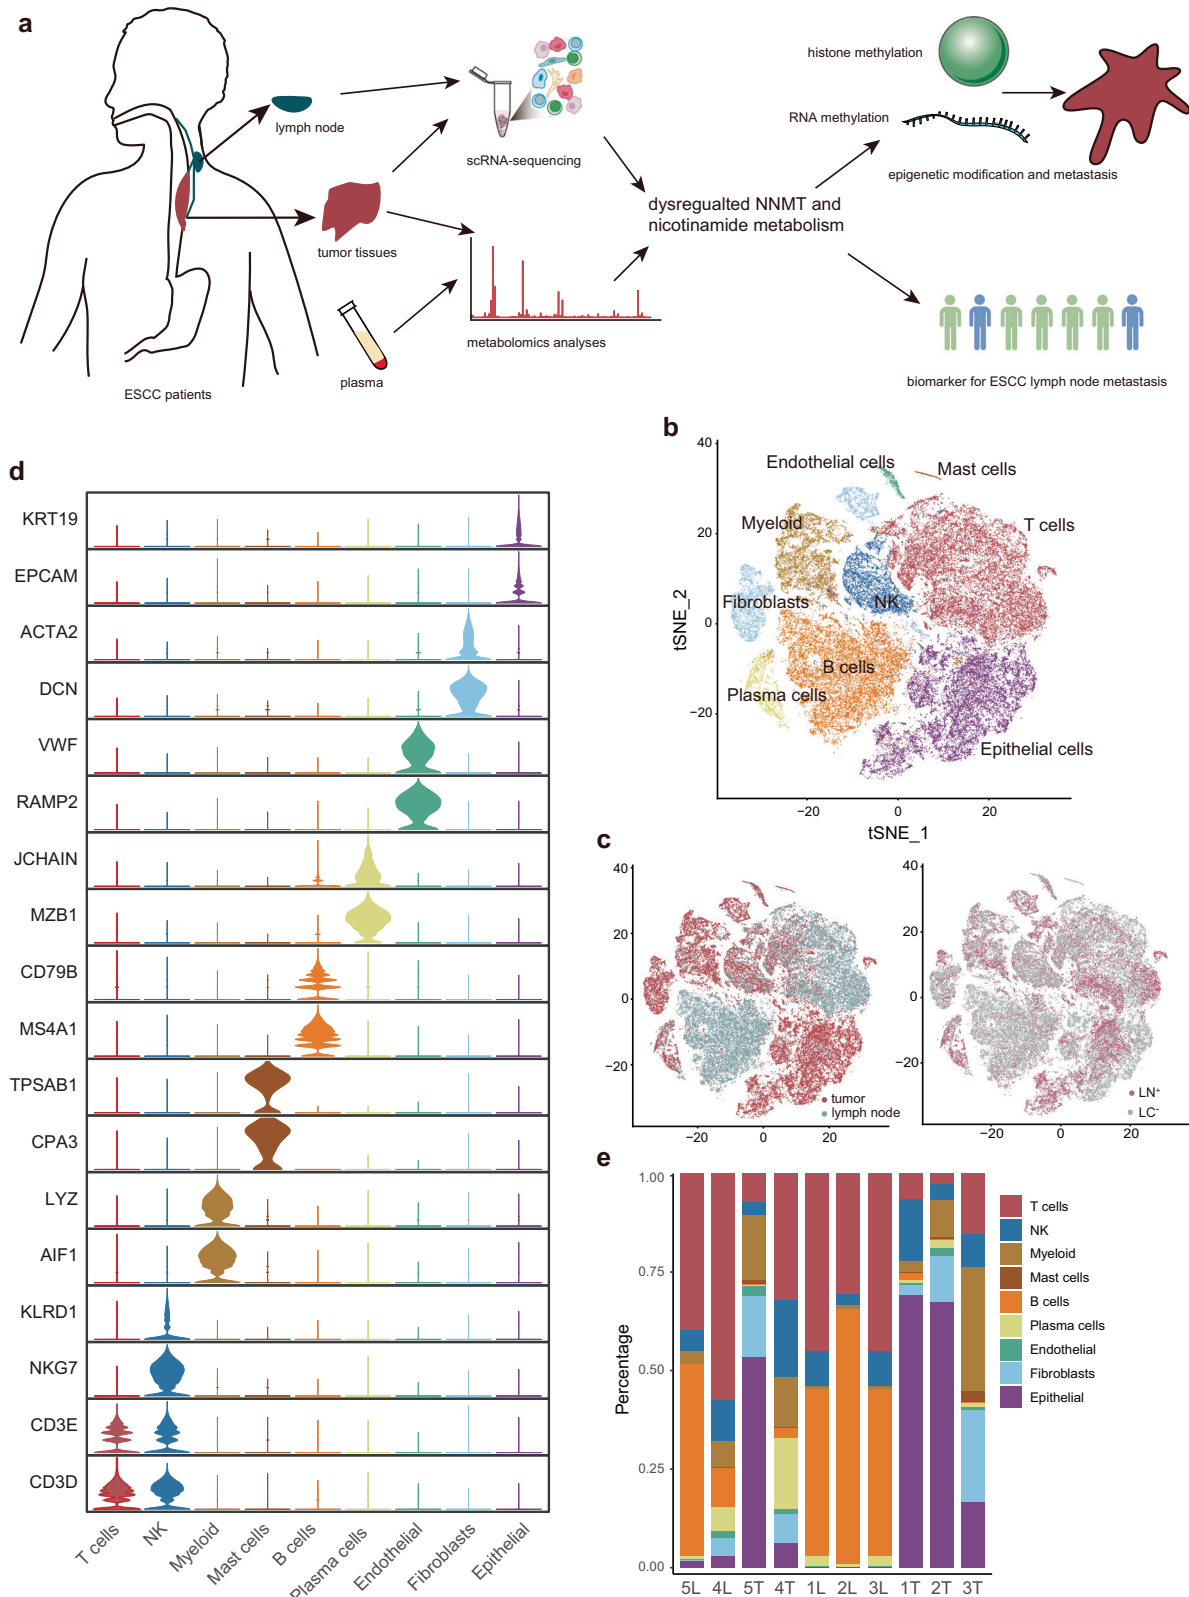 a
lymph node
tumor tissues
plasma
ESCC patients
scRNA-sequencing
metabolomics analyses
dysregualted NNMT and
nicotinamide metabolism
histone methylation
RNA methylation
epigenetic modification and metastasis
biomarker for ESCC lymph node metastasis
b
40
20
0
−20
tSNE_2
−20
0
20
tSNE_1
Endothelial cells
Mast cells
Myeloid
T cells
Fibroblasts
NK
B cells
Plasma cells
Epithelial cells
c
40
20
0
−20
−20
0
20
tumor
lymph node
40
20
0
−20
−20
0
20
LN⁺
LC⁻
d
KRT19
EPCAM
ACTA2
DCN
VWF
RAMP2
JCHAIN
MZB1
CD79B
MS4A1
TPSAB1
CPA3
LYZ
AIF1
KLRD1
NKG7
CD3E
CD3D
T cells
NK
Myeloid
Mast cells
B cells
Plasma cells
Endothelial
Fibroblasts
Epithelial
e
1.00
0.75
0.50
0.25
0.00
Percentage
5L
4L
5T
4T
1L
2L
3L
1T
2T
3T
T cells
NK
Myeloid
Mast cells
B cells
Plasma cells
Endothelial
Fibroblasts
Epithelial